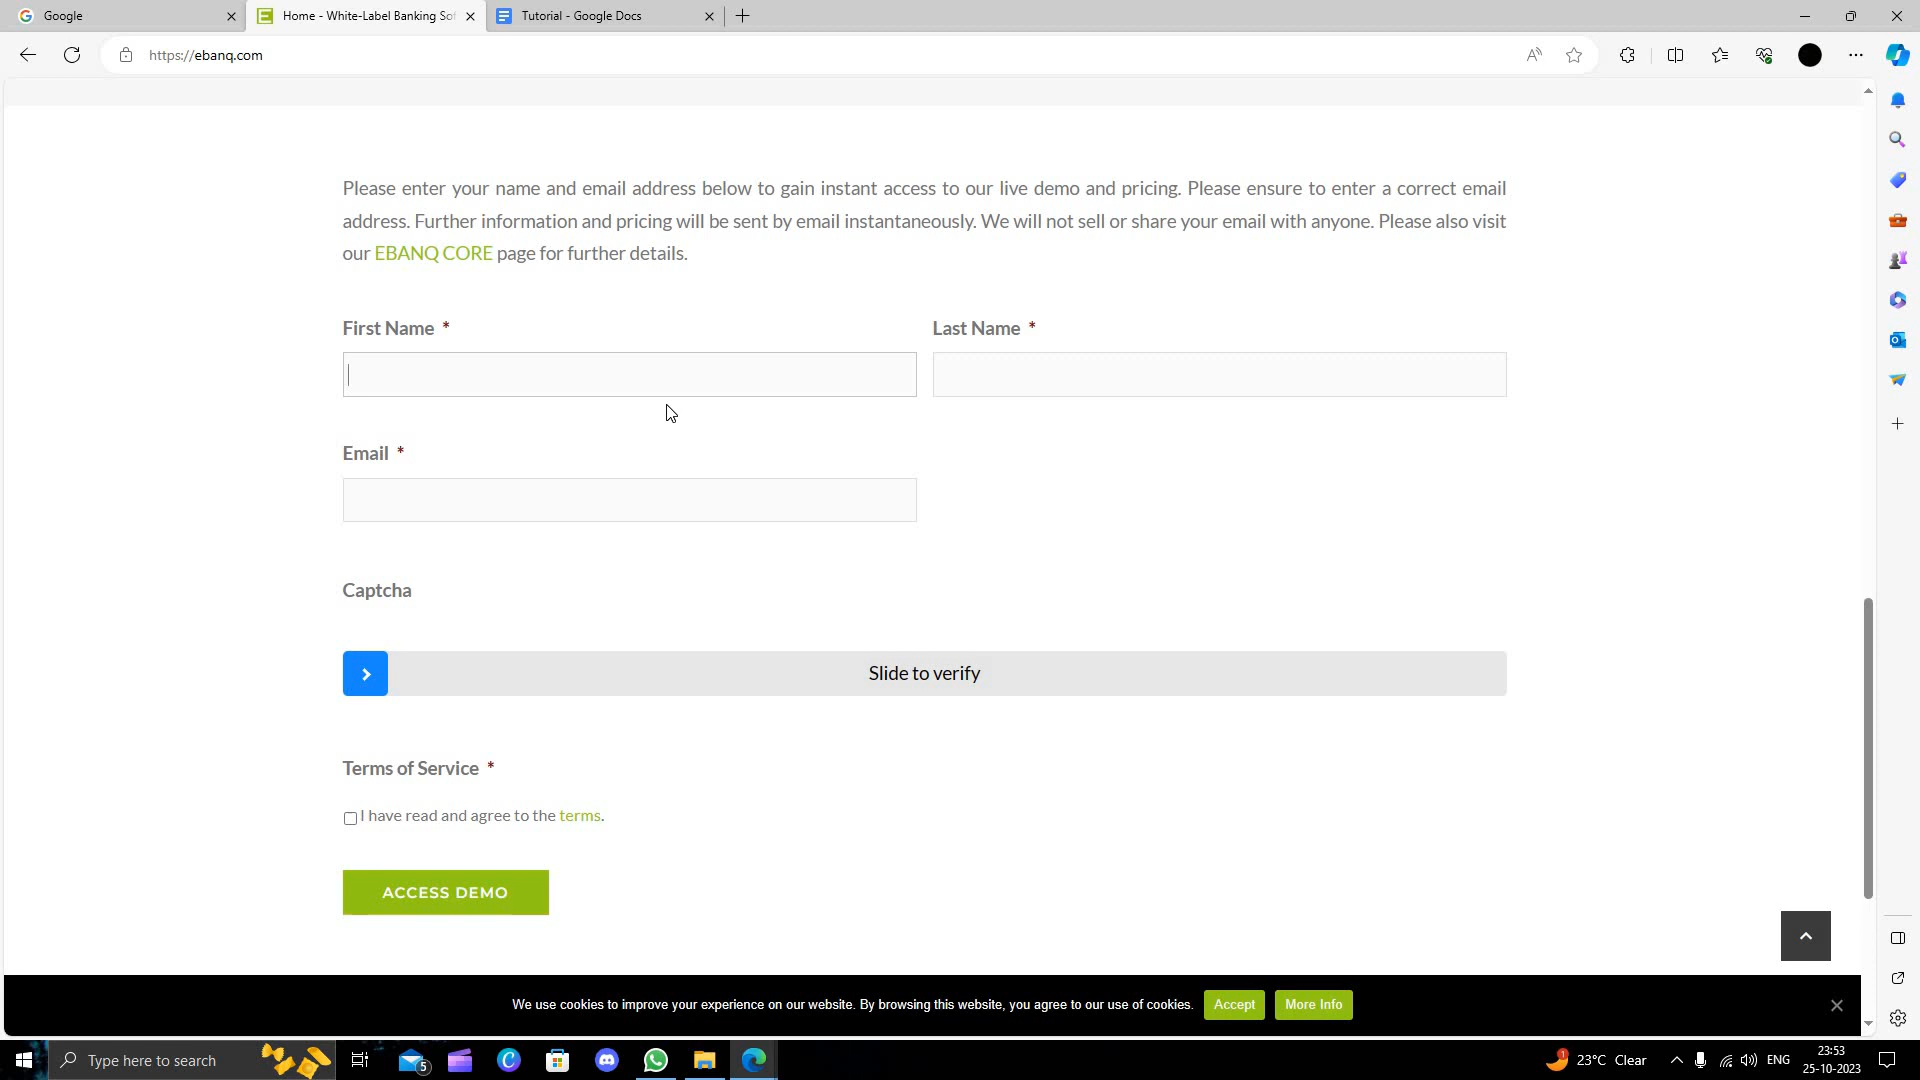 Google
Home - White-Label Banking Sof
Tutorial - Google Docs
https://ebanq.com
Please enter your name and email address below to gain instant access to our live demo and pricing. Please ensure to enter a correct email
address. Further information and pricing will be sent by email instantaneously. We will not sell or share your email with anyone. Please also visit
our EBANQ CORE page for further details.
First Name *
Last Name *
Email *
Captcha
Slide to verify
Terms of Service *
I have read and agree to the terms.
ACCESS DEMO
We use cookies to improve your experience on our website. By browsing this website, you agree to our use of cookies.
Accept
More Info
Type here to search
5
1
23°C Clear
ENG
23:53
25-10-2023